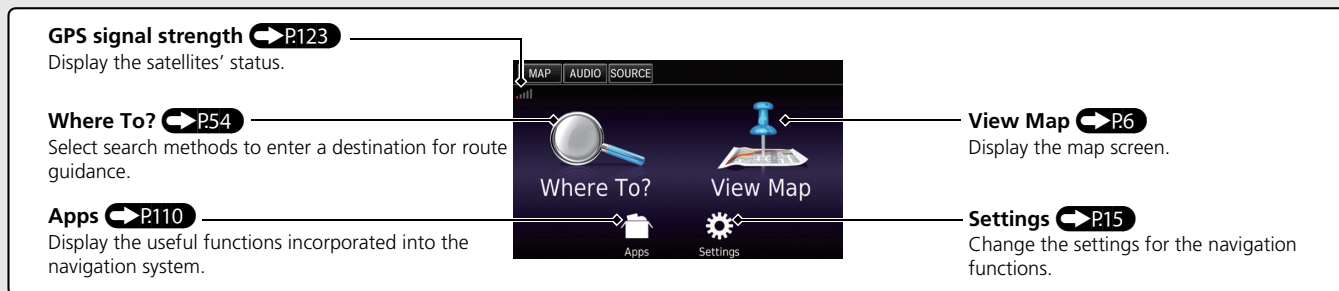 GPS signal strength P.123
Display the satellites' status.
Where To? P.54
Select search methods to enter a destination for route
guidance.
Apps P.110
Display the useful functions incorporated into the
navigation system.
MAP AUDIO SOURCE
Where To? View Map
Apps Settings
View Map P.6
Display the map screen.
Settings P.15
Change the settings for the navigation
functions.